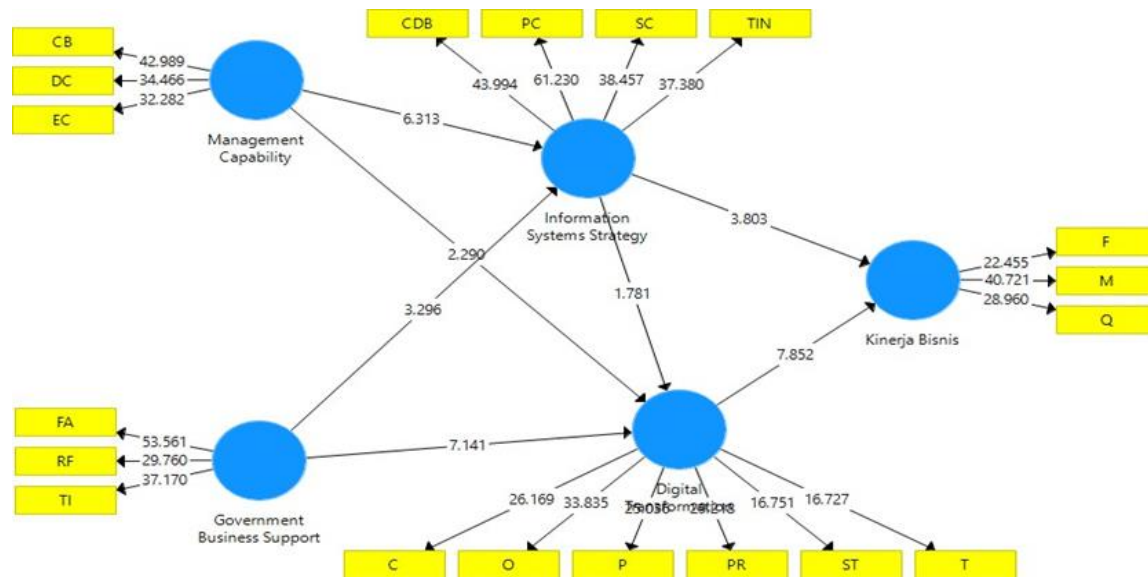 CDB
PC
SC
TIN
CB
DC
EC
42.989
34.466
32.282
43.994
61.230
38.457
37.380
Management
Capability
6.313
Information
Systems Strategy
2.290
3.296
1.781
3.803
F
M
Q
22.455
40.721
28.960
Kinerja Bisnis
7.852
FA
RF
TI
53.561
29.760
37.170
Government
Business Support
7.141
Digital
Transformation
26.169
33.835
16.751
16.727
C
O
P
PR
ST
T